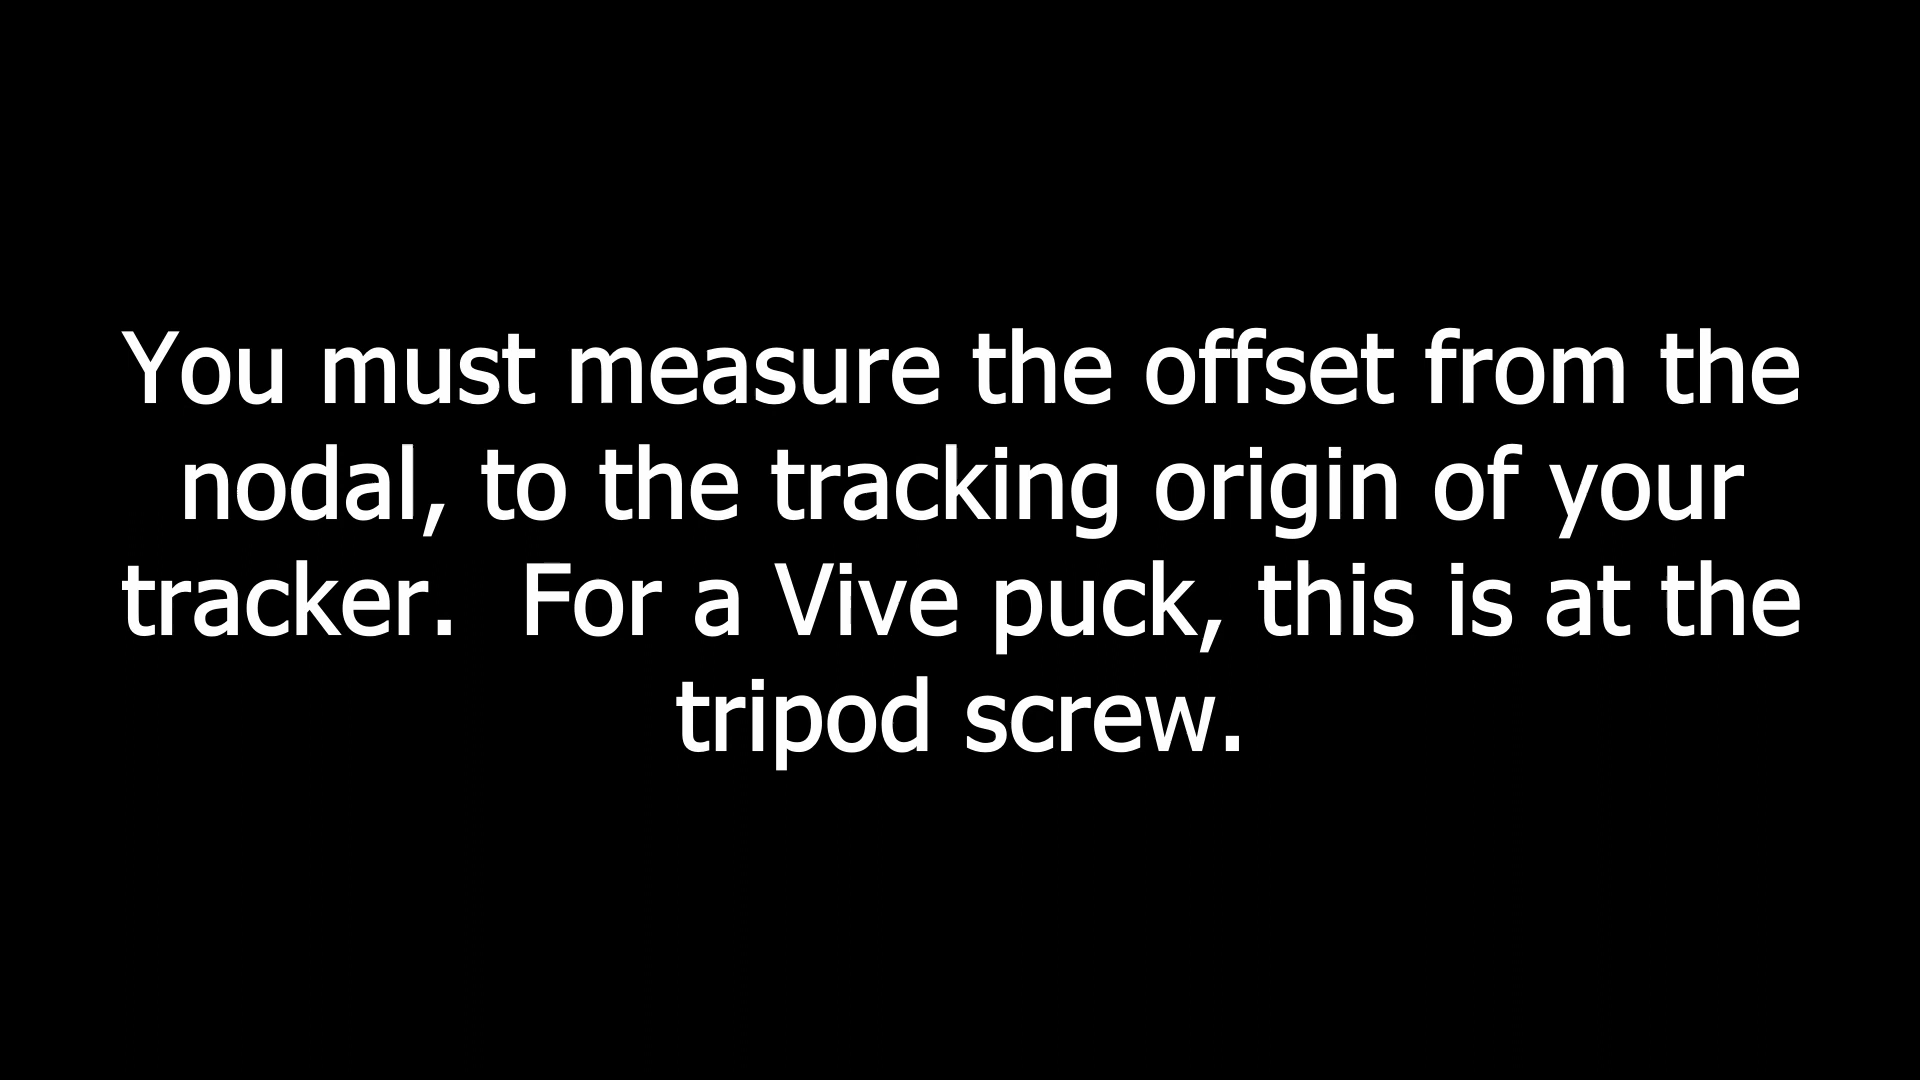 You must measure the offset from the
nodal, to the tracking origin of your
tracker.  For a Vive puck, this is at the
tripod screw.